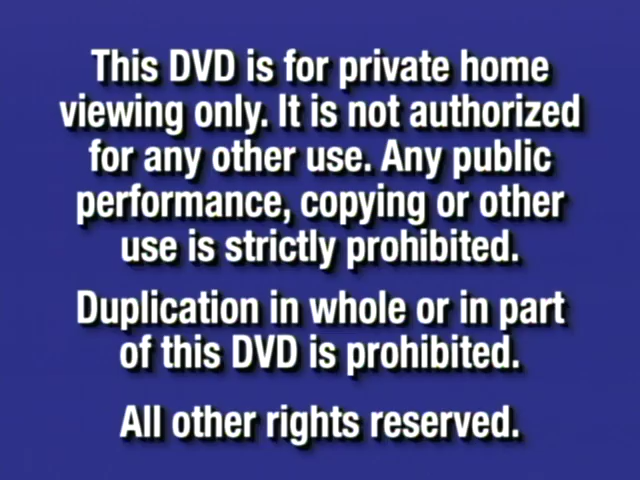 This DVD is for private home
viewing only. It is not authorized
for any other use. Any public
performance, copying or other
use is strictly prohibited.
Duplication in whole or in part
of this DVD is prohibited.
All other rights reserved.